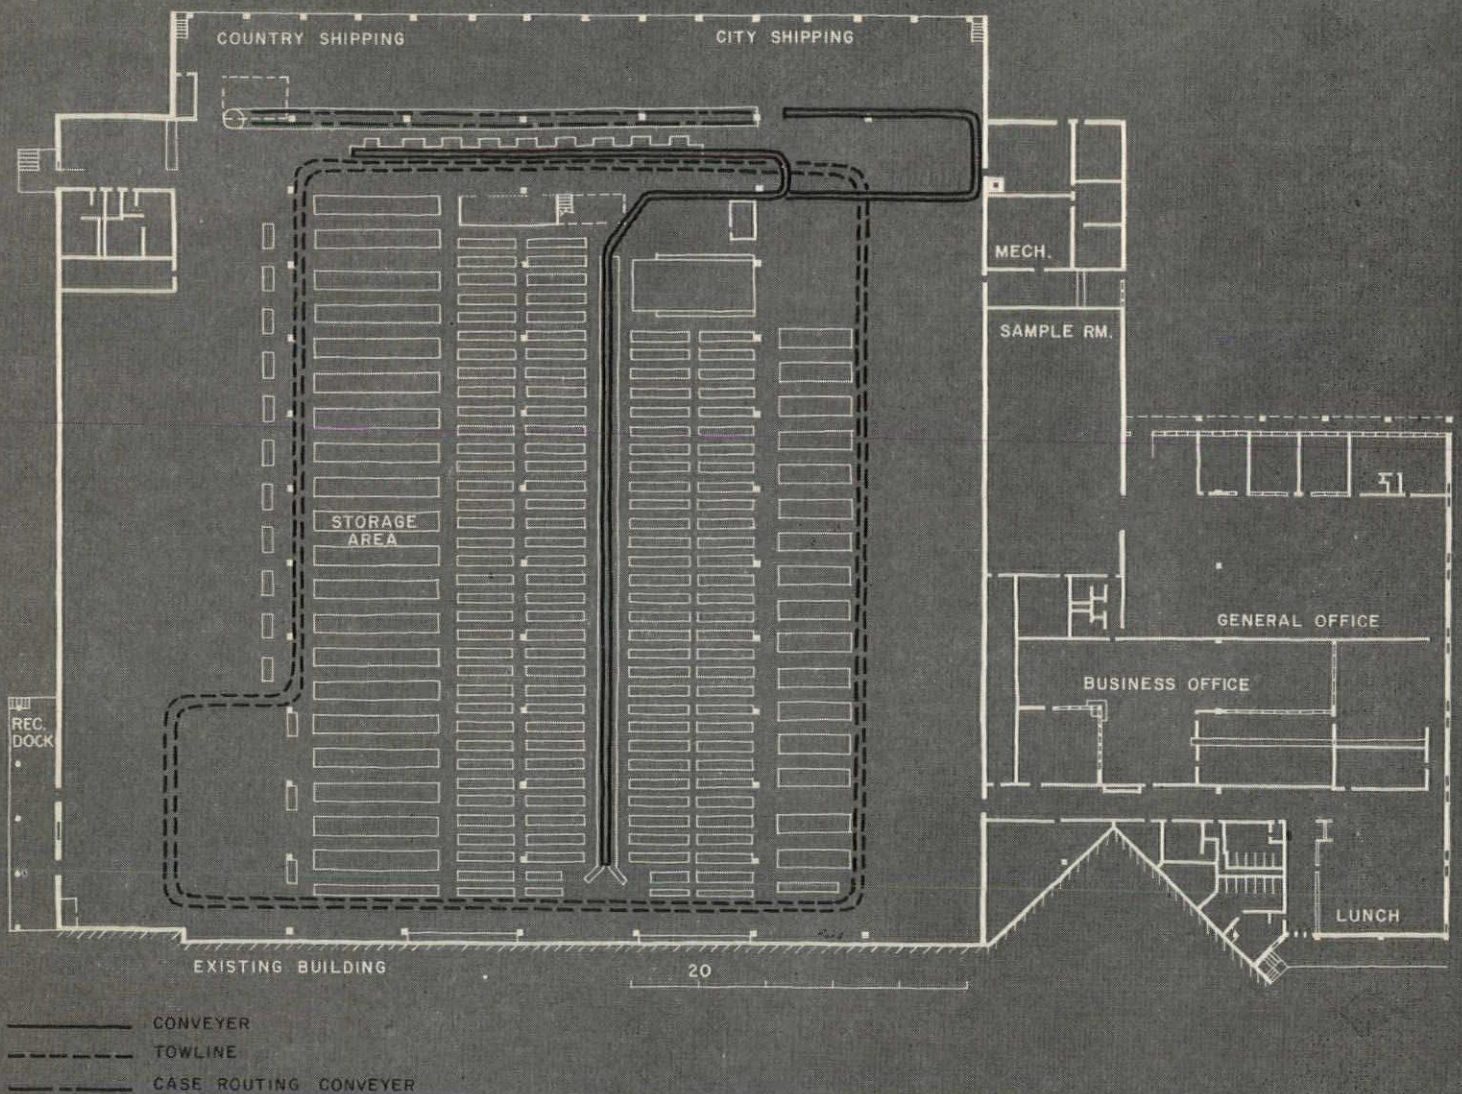 COUNTRY SHIPPING
CITY SHIPPING
MECH.
SAMPLE RM.
STORAGE
AREA
GENERAL OFFICE
BUSINESS OFFICE
REC.
DOCK
LUNCH
EXISTING BUILDING
20
CONVEYER
TOWLINE
CASE ROUTING CONVEYER